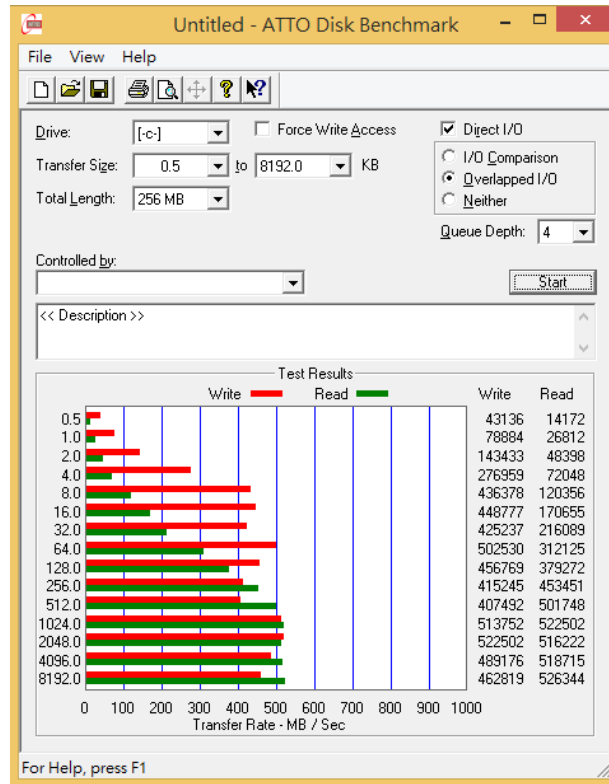 Untitled - ATTO Disk Benchmark
File View Help
Drive: [-c-] Force Write Access Direct I/O
Transfer Size: 0.5 to 8192.0 KB
I/O Comparison
Overlapped I/O
Neither
Total Length: 256 MB
Queue Depth: 4
Controlled by:
Start
<< Description >>
Test Results
Write Read Write Read
0.5 43136 14172
1.0 78884 26812
2.0 143433 48398
4.0 276959 72048
8.0 436378 120356
16.0 448777 170655
32.0 425237 216089
64.0 502530 312125
128.0 456769 379272
256.0 415245 453451
512.0 407492 501748
1024.0 513752 522502
2048.0 522502 516222
4096.0 489176 518715
8192.0 462819 526344
0 100 200 300 400 500 600 700 800 900 1000
Transfer Rate - MB / Sec
For Help, press F1